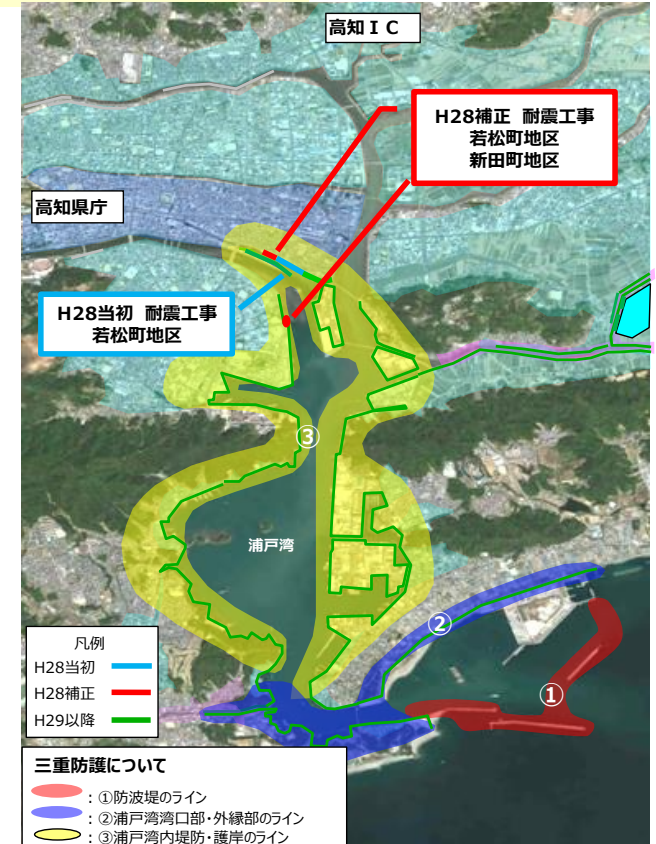 高知ＩＣ
H28補正 耐震工事
若松町地区
新田町地区
高知県庁
H28当初 耐震工事
若松町地区
③
浦戸湾
②
①
凡例
H28当初
H28補正
H29以降
三重防護について
：①防波堤のライン
：②浦戸湾湾口部・外縁部のライン
：③浦戸湾内堤防・護岸のライン